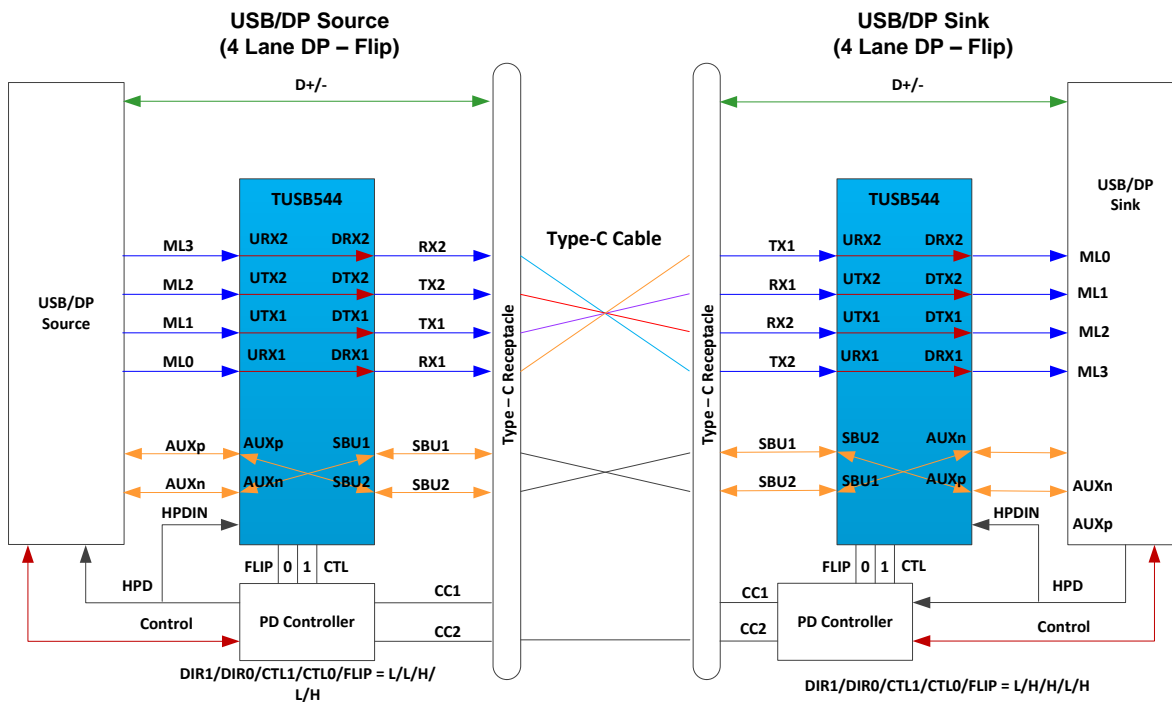 USB/DP Source
(4 Lane DP – Flip)
USB/DP Sink
(4 Lane DP – Flip)
D+/-
D+/-
USB/DP
Source
TUSB544
ML3
URX2
DRX2
RX2
ML2
UTX2
DTX2
TX2
ML1
UTX1
DTX1
TX1
ML0
URX1
DRX1
RX1
AUXp
AUXp
SBU1
SBU1
AUXn
AUXn
SBU2
SBU2
HPDIN
FLIP
0
1
CTL
HPD
Control
PD Controller
CC1
CC2
DIR1/DIR0/CTL1/CTL0/FLIP = L/L/H/
L/H
Type – C Receptacle
Type-C Cable
Type – C Receptacle
TUSB544
USB/DP
Sink
TX1
URX2
DRX2
ML0
RX1
UTX2
DTX2
ML1
RX2
UTX1
DTX1
ML2
TX2
URX1
DRX1
ML3
SBU1
SBU2
AUXn
SBU2
SBU1
AUXp
AUXn
HPDIN
AUXp
FLIP
0
1
CTL
HPD
Control
CC1
CC2
PD Controller
DIR1/DIR0/CTL1/CTL0/FLIP = L/H/H/L/H